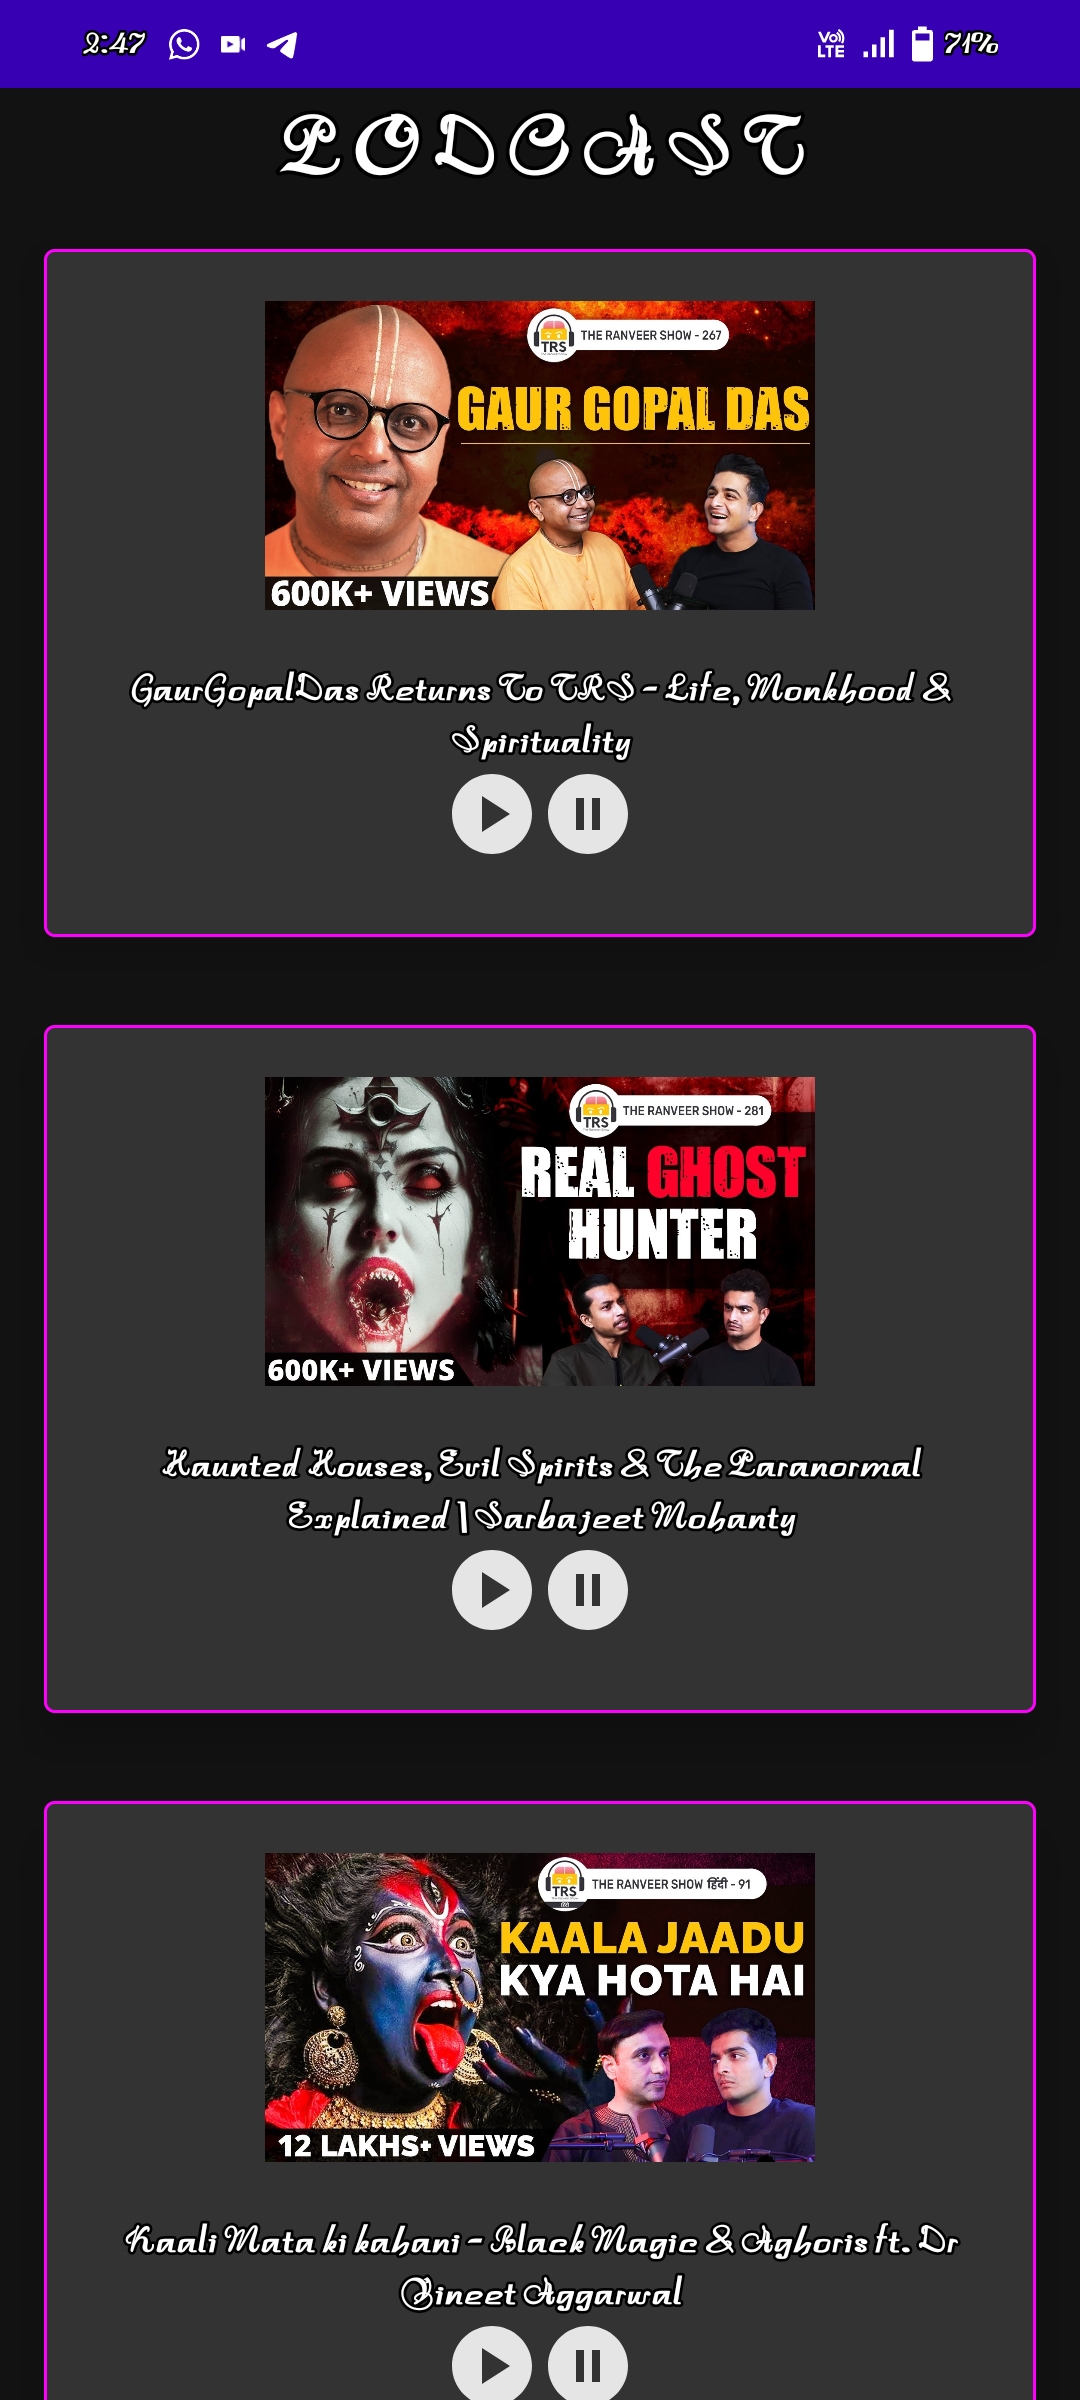 2:47
Vo)) LTE
71%
PODCAST
TRS
THE RANVEER SHOW - 267
GAUR GOPAL DAS
600K+ VIEWS
GaurGopalDas Returns To TRS - Life, Monkhood &
Spirituality
TRS
THE RANVEER SHOW - 281
REAL GHOST
HUNTER
600K+ VIEWS
Haunted Houses, Evil Spirits & The Paranormal
Explained | Sarbajeet Mohanty
TRS
THE RANVEER SHOW हिंदी - 91
KAALA JAADU
KYA HOTA HAI
12 LAKHS+ VIEWS
Kaali Mata ki kahani - Black Magic & Aghoris ft. Dr
Vineet Aggarwal